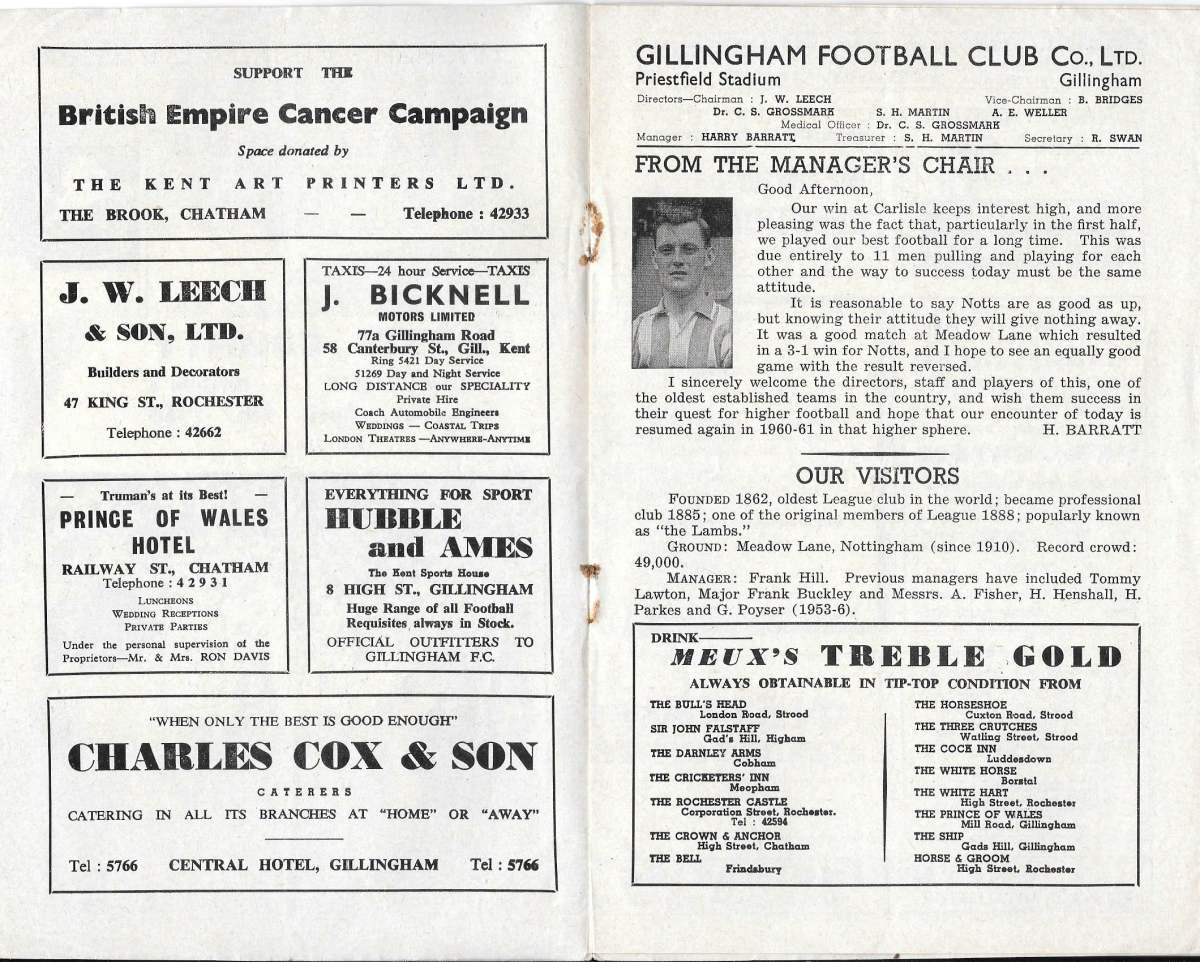 SUPPORT THE
British Empire Cancer Campaign
Space donated by
THE KENT ART PRINTERS LTD.
THE BROOK, CHATHAM — — Telephone : 42933
J. W. LEECH
& SON, LTD.
Builders and Decorators
47 KING ST., ROCHESTER
Telephone : 42662
TAXIS—24 hour Service—TAXIS
J. BICKNELL
MOTORS LIMITED
77a Gillingham Road
58 Canterbury St., Gill., Kent
Ring 5421 Day Service
51269 Day and Night Service
LONG DISTANCE our SPECIALITY
Private Hire
Coach Automobile Engineers
WEDDINGS — COASTAL TRIPS
LONDON THEATRES —ANYWHERE-ANYTIME
— Truman's at its Best! —
PRINCE OF WALES
HOTEL
RAILWAY ST., CHATHAM
Telephone : 42931
LUNCHEONS
WEDDING RECEPTIONS
PRIVATE PARTIES
Under the personal supervision of the
Proprietors—Mr. & Mrs. RON DAVIS
EVERYTHING FOR SPORT
HUBBLE
and AMES
The Kent Sports House
8 HIGH ST., GILLINGHAM
Huge Range of all Football
Requisites always in Stock.
OFFICIAL OUTFITTERS TO
GILLINGHAM F.C.
"WHEN ONLY THE BEST IS GOOD ENOUGH"
CHARLES COX & SON
CATERERS
CATERING IN ALL ITS BRANCHES AT "HOME" OR "AWAY"
Tel : 5766 CENTRAL HOTEL, GILLINGHAM Tel : 5766
GILLINGHAM FOOTBALL CLUB Co., LTD.
Priestfield Stadium Gillingham
Directors—Chairman : J. W. LEECH Vice-Chairman : B. BRIDGES
Dr. C. S. GROSSMARK S. H. MARTIN A. E. WELLER
Medical Officer : Dr. C. S. GROSSMARK
Manager : HARRY BARRATT Treasurer : S. H. MARTIN Secretary : R. SWAN
FROM THE MANAGER'S CHAIR . . .
Good Afternoon,
Our win at Carlisle keeps interest high, and more
pleasing was the fact that, particularly in the first half,
we played our best football for a long time. This was
due entirely to 11 men pulling and playing for each
other and the way to success today must be the same
attitude.
It is reasonable to say Notts are as good as up,
but knowing their attitude they will give nothing away.
It was a good match at Meadow Lane which resulted
in a 3-1 win for Notts, and I hope to see an equally good
game with the result reversed.
I sincerely welcome the directors, staff and players of this, one of
the oldest established teams in the country, and wish them success in
their quest for higher football and hope that our encounter of today is
resumed again in 1960-61 in that higher sphere. H. BARRATT
OUR VISITORS
FOUNDED 1862, oldest League club in the world; became professional
club 1885; one of the original members of League 1888; popularly known
as "the Lambs."
GROUND: Meadow Lane, Nottingham (since 1910). Record crowd:
49,000.
MANAGER: Frank Hill. Previous managers have included Tommy
Lawton, Major Frank Buckley and Messrs. A. Fisher, H. Henshall, H.
Parkes and G. Poyser (1953-6).
DRINK———
MEUX'S TREBLE GOLD
ALWAYS OBTAINABLE IN TIP-TOP CONDITION FROM
THE BULL'S HEAD
London Road, Strood
SIR JOHN FALSTAFF
Gad's Hill, Higham
THE DARNLEY ARMS
Cobham
THE CRICKETERS' INN
Meopham
THE ROCHESTER CASTLE
Corporation Street, Rochester.
Tel : 42594
THE CROWN & ANCHOR
High Street, Chatham
THE BELL
Frindsbury
THE HORSESHOE
Cuxton Road, Strood
THE THREE CRUTCHES
Watling Street, Strood
THE COCK INN
Luddesdown
THE WHITE HORSE
Borstal
THE WHITE HART
High Street, Rochester
THE PRINCE OF WALES
Mill Road, Gillingham
THE SHIP
Gads Hill, Gillingham
HORSE & GROOM
High Street, Rochester